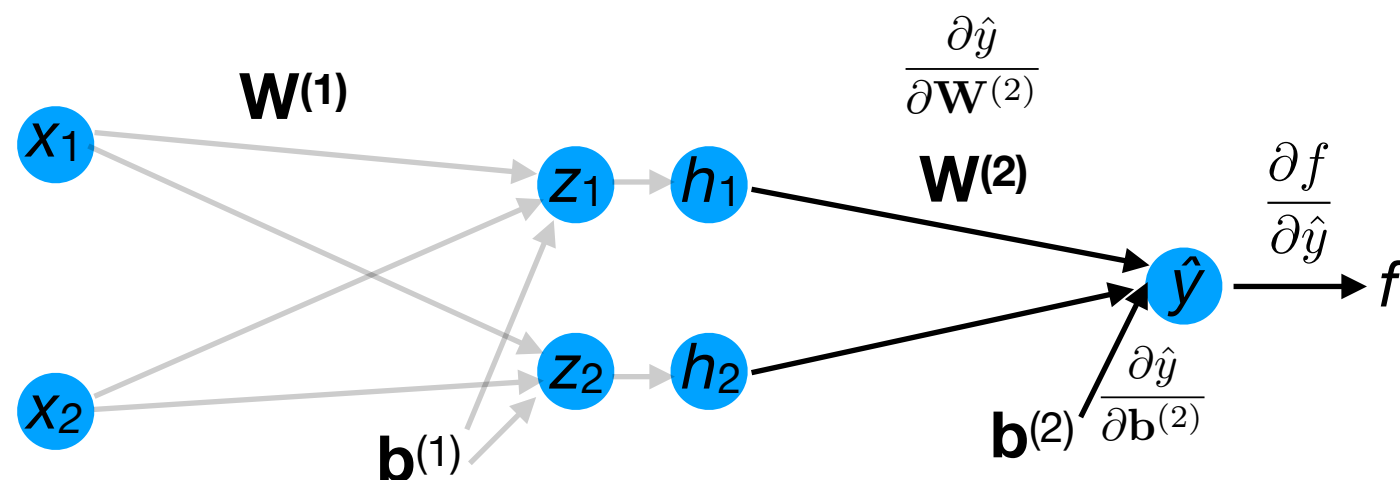 ∂ŷ
∂W(2)
W(1)
x1
∂f
∂ŷ
W(2)
z1
h1
ŷ
f
z2
h2
∂ŷ
∂b(2)
x2
b(1)
b(2)